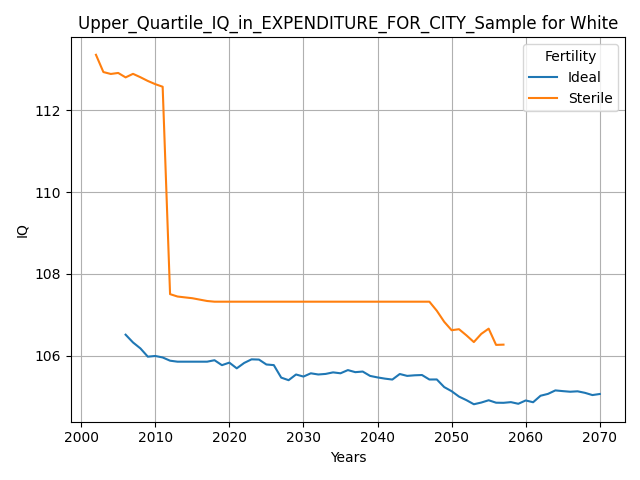 Upper_Quartile_IQ_in_EXPENDITURE_FOR_CITY_Sample for White
Fertility
Ideal
Sterile
112
110
108
106
IQ
2000 2010 2020 2030 2040 2050 2060 2070
Years